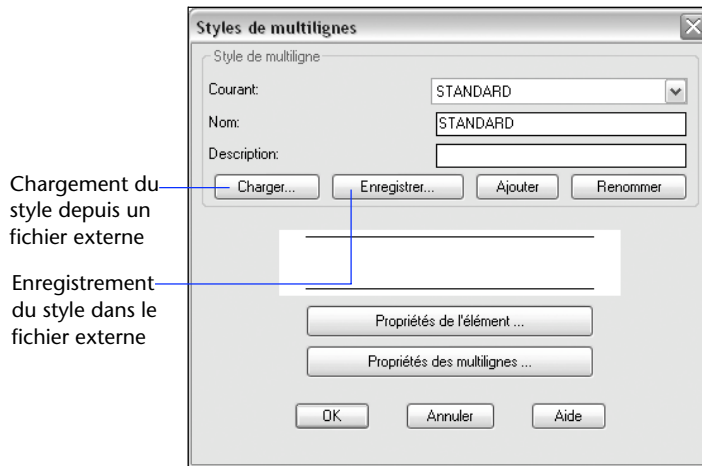 Styles de multilignes
Style de multiligne
Courant: STANDARD
Nom: STANDARD
Description:
Charger... Enregistrer... Ajouter Renommer
Chargement du
style depuis un
fichier externe
Enregistrement
du style dans le
fichier externe
Propriétés de l'élément ...
Propriétés des multilignes ...
OK Annuler Aide